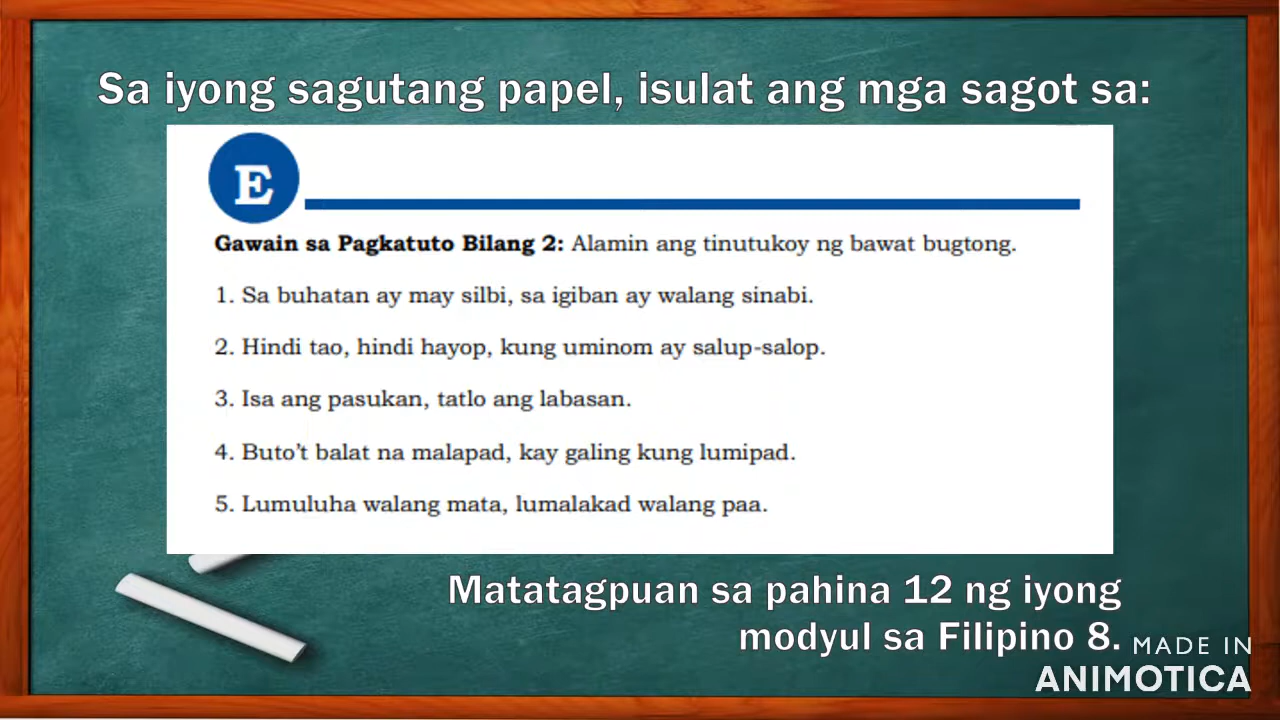 Sa iyong sagutang papel, isulat ang mga sagot sa:
E
Gawain sa Pagkatuto Bilang 2: Alamin ang tinutukoy ng bawat bugtong.
1. Sa buhatan ay may silbi, sa igiban ay walang sinabi.
2. Hindi tao, hindi hayop, kung uminom ay salup-salop.
3. Isa ang pasukan, tatlo ang labasan.
4. Buto't balat na malapad, kay galing kung lumipad.
5. Lumuluha walang mata, lumalakad walang paa.
Matatagpuan sa pahina 12 ng iyong
modyul sa Filipino 8.
MADE IN
ANIMOTICA